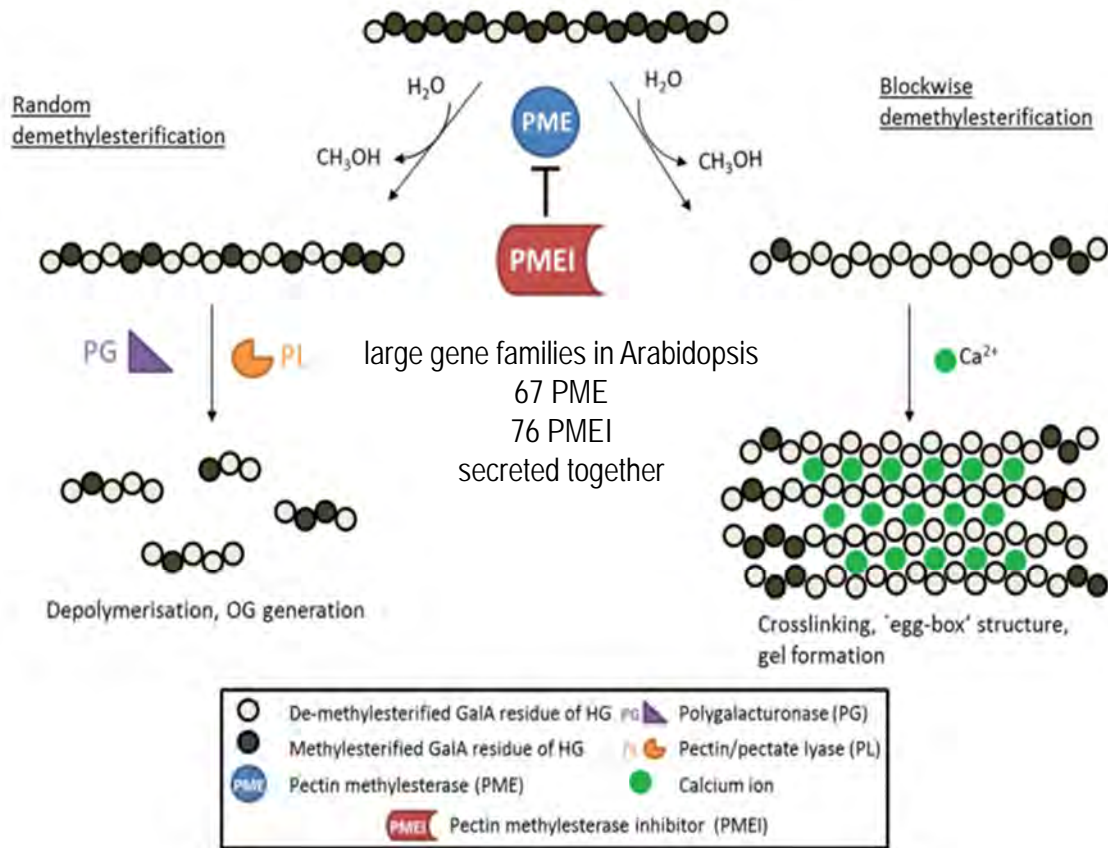 H₂O
H₂O
Random
demethylesterification
PME
Blockwise
demethylesterification
CH₃OH
CH₃OH
PMEI
PG
PL
large gene families in Arabidopsis
67 PME
76 PMEI
secreted together
Ca²⁺
Depolymerisation, OG generation
Crosslinking, ‘egg-box’ structure,
gel formation
De-methylesterified GalA residue of HG
PG Polygalacturonase (PG)
Methylesterified GalA residue of HG
PL Pectin/pectate lyase (PL)
PME Pectin methylesterase (PME)
Calcium ion
PMEI Pectin methylesterase inhibitor (PMEI)